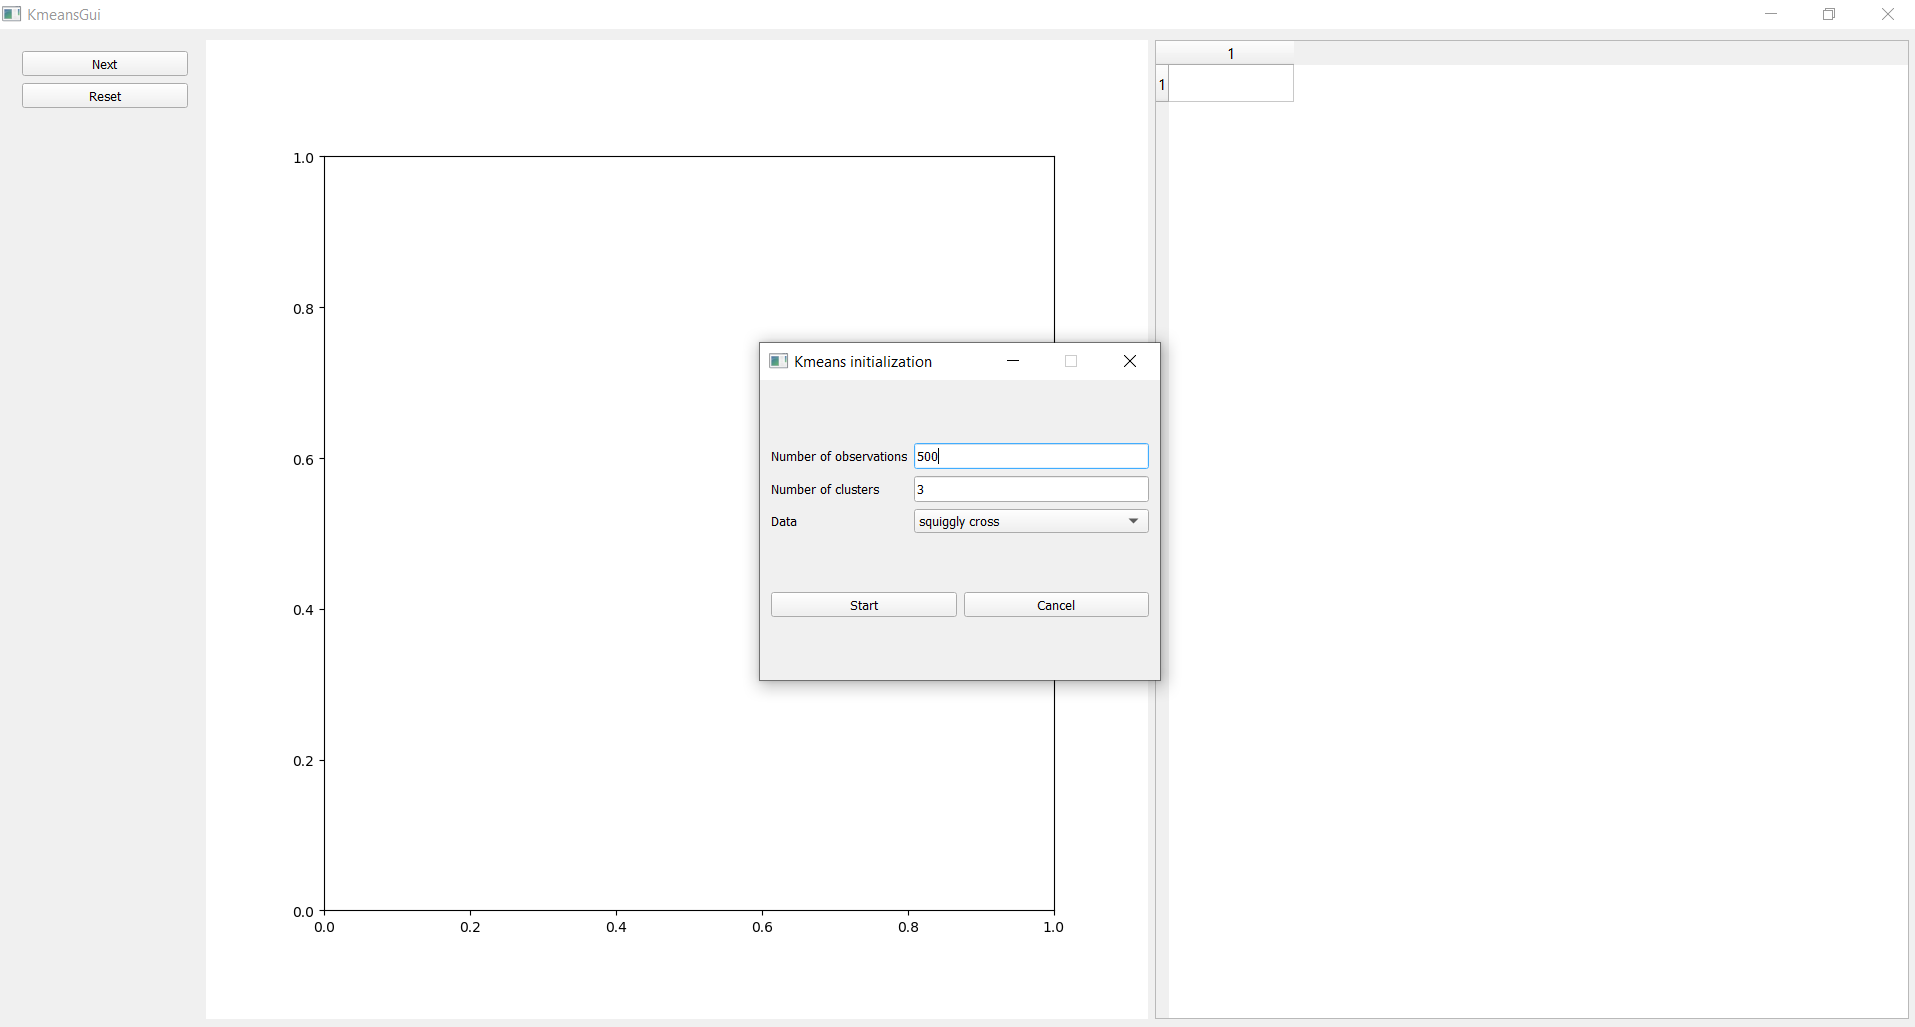 KmeansGui
Next
Reset
1
1
1.0
0.8
0.6
0.4
0.2
0.0
0.0 0.2 0.4 0.6 0.8 1.0
Kmeans initialization
Number of observations 500
Number of clusters 3
Data squiggly cross
Start Cancel